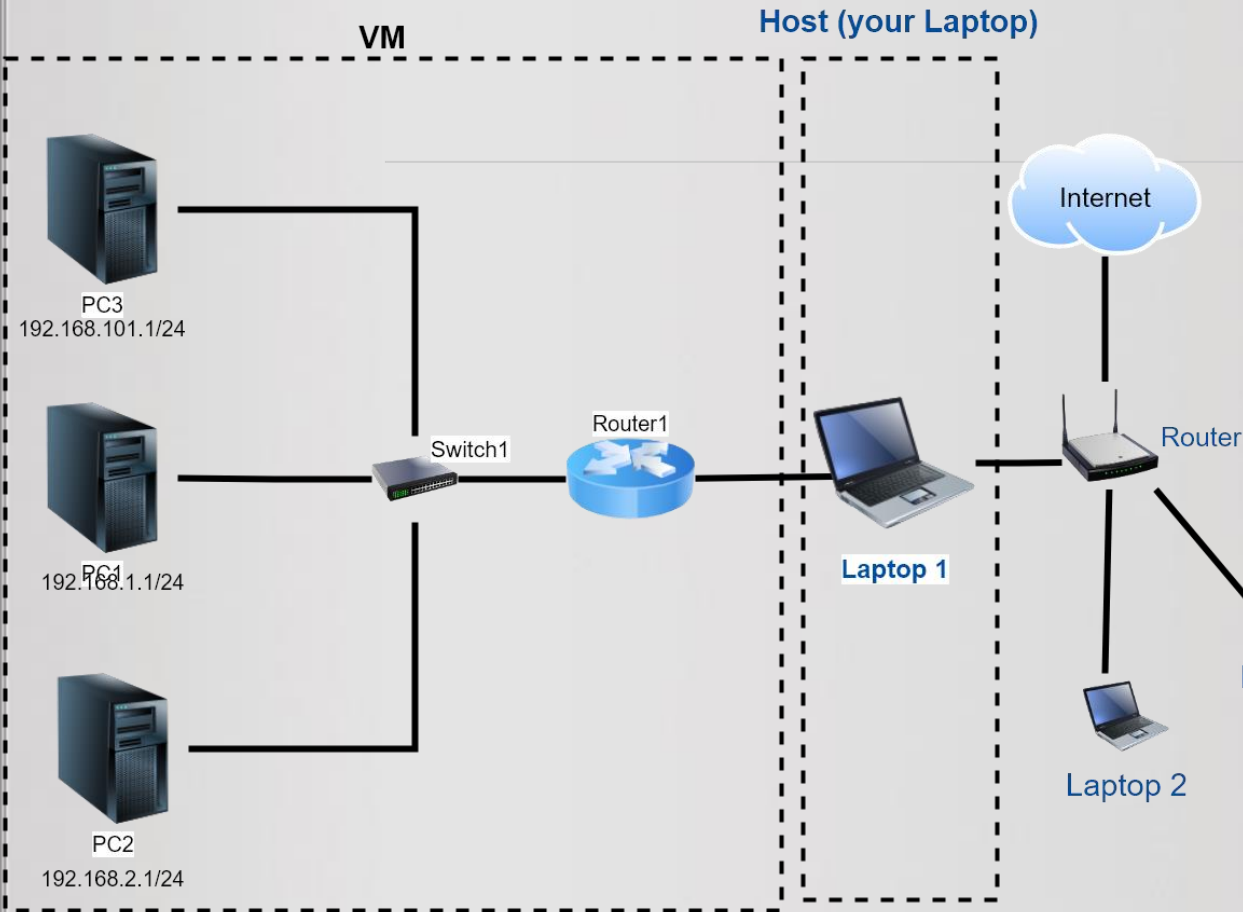 VM
Host (your Laptop)
Internet
PC3
192.168.101.1/24
Switch1
Router1
Router
Laptop 1
PC1
192.168.1.1/24
Laptop 2
PC2
192.168.2.1/24